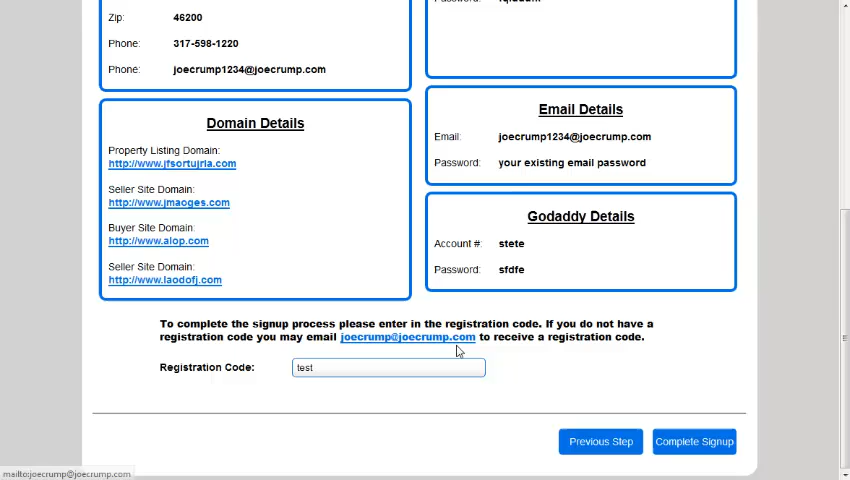 Zip: 46200
Phone: 317-598-1220
Phone: joecrump1234@joecrump.com
Domain Details
Property Listing Domain:
http://www.jfsortujrla.com
Seller Site Domain:
http://www.jmaoges.com
Buyer Site Domain:
http://www.alop.com
Seller Site Domain:
http://www.laodofj.com
Email Details
Email: joecrump1234@joecrump.com
Password: your existing email password
Godaddy Details
Account #: stete
Password: sfdfe
To complete the signup process please enter in the registration code. If you do not have a
registration code you may email joecrump@joecrump.com to receive a registration code.
Registration Code: test
Previous Step Complete Signup
mailto:joecrump@joecrump.com